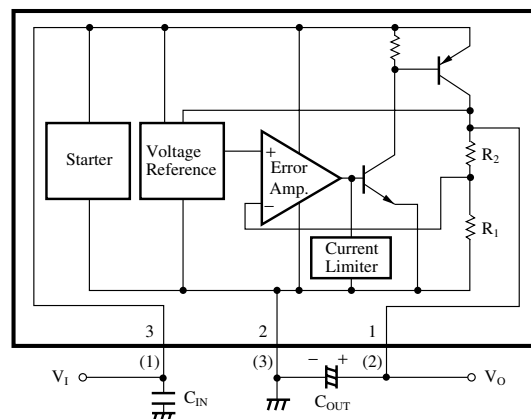 Starter
Voltage
Reference
+
Error
Amp.
−
R2
R1
Current
Limiter
3 2 1
(1) (3) − + (2)
VI
CIN
COUT
VO